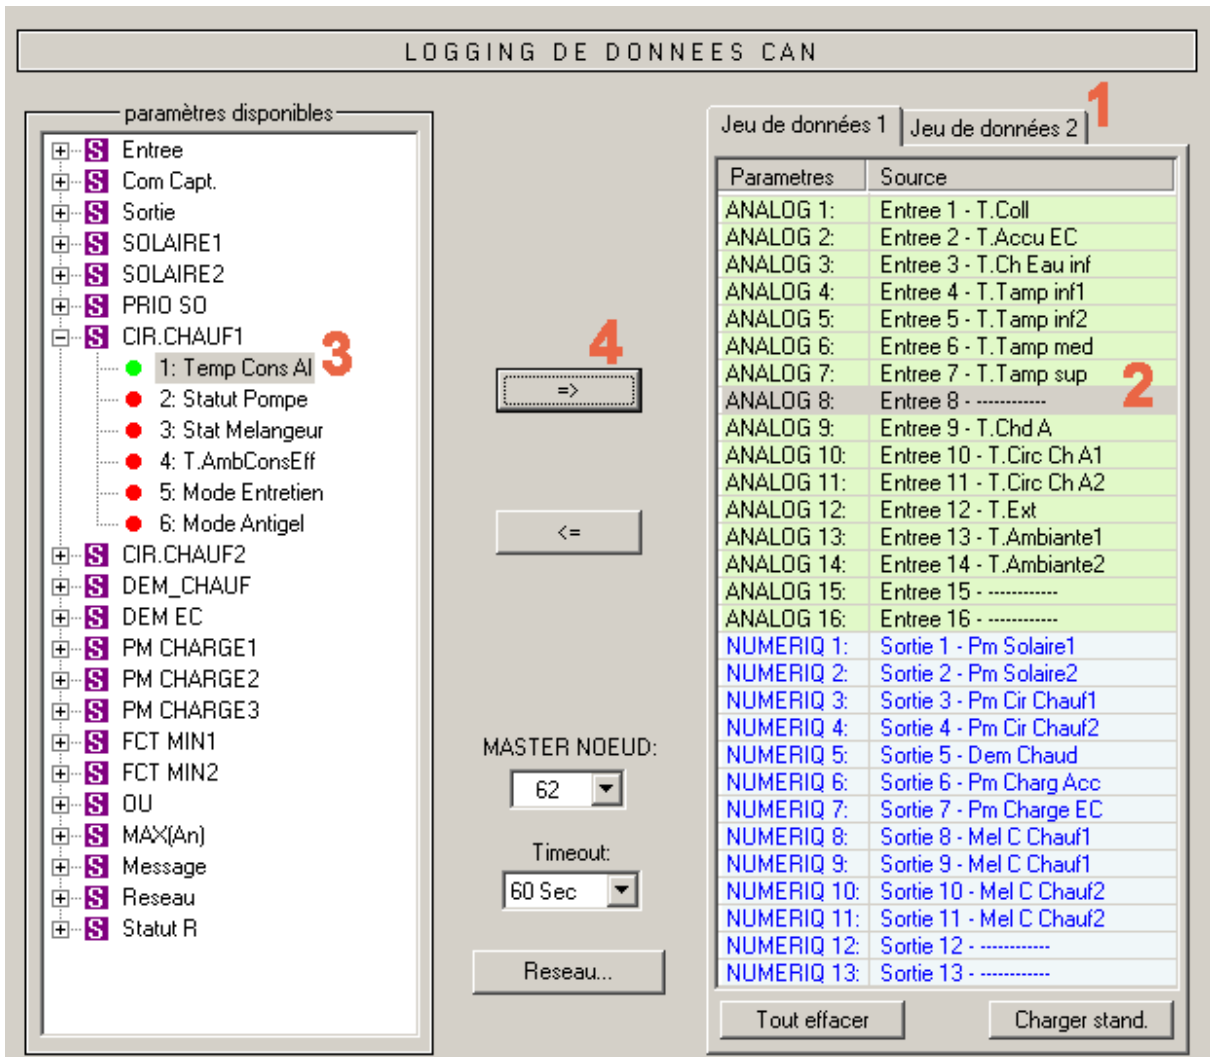 LOGGING DE DONNEES CAN
paramètres disponibles
S Entree
S Com Capt.
S Sortie
S SOLAIRE1
S SOLAIRE2
S PRIO SO
S CIR.CHAUF1
1: Temp Cons Al
3
2: Statut Pompe
3: Stat Melangeur
4: T.AmbConsEff
5: Mode Entretien
6: Mode Antigel
S CIR.CHAUF2
S DEM_CHAUF
S DEM EC
S PM CHARGE1
S PM CHARGE2
S PM CHARGE3
S FCT MIN1
S FCT MIN2
S OU
S MAX(An)
S Message
S Reseau
S Statut R
4
=>
<=
MASTER NOEUD:
62
Timeout:
60 Sec
Reseau...
1
Jeu de données 1 Jeu de données 2
Parametres Source
ANALOG 1: Entree 1 - T.Coll
ANALOG 2: Entree 2 - T.Accu EC
ANALOG 3: Entree 3 - T.Ch Eau inf
ANALOG 4: Entree 4 - T.Tamp inf1
ANALOG 5: Entree 5 - T.Tamp inf2
ANALOG 6: Entree 6 - T.Tamp med
ANALOG 7: Entree 7 - T.Tamp sup
2
ANALOG 8: Entree 8 - ------------
ANALOG 9: Entree 9 - T.Chd A
ANALOG 10: Entree 10 - T.Circ Ch A1
ANALOG 11: Entree 11 - T.Circ Ch A2
ANALOG 12: Entree 12 - T.Ext
ANALOG 13: Entree 13 - T.Ambiante1
ANALOG 14: Entree 14 - T.Ambiante2
ANALOG 15: Entree 15 - ------------
ANALOG 16: Entree 16 - ------------
NUMERIQ 1: Sortie 1 - Pm Solaire1
NUMERIQ 2: Sortie 2 - Pm Solaire2
NUMERIQ 3: Sortie 3 - Pm Cir Chauf1
NUMERIQ 4: Sortie 4 - Pm Cir Chauf2
NUMERIQ 5: Sortie 5 - Dem Chaud
NUMERIQ 6: Sortie 6 - Pm Charg Acc
NUMERIQ 7: Sortie 7 - Pm Charge EC
NUMERIQ 8: Sortie 8 - Mel C Chauf1
NUMERIQ 9: Sortie 9 - Mel C Chauf1
NUMERIQ 10: Sortie 10 - Mel C Chauf2
NUMERIQ 11: Sortie 11 - Mel C Chauf2
NUMERIQ 12: Sortie 12 - ------------
NUMERIQ 13: Sortie 13 - ------------
Tout effacer Charger stand.